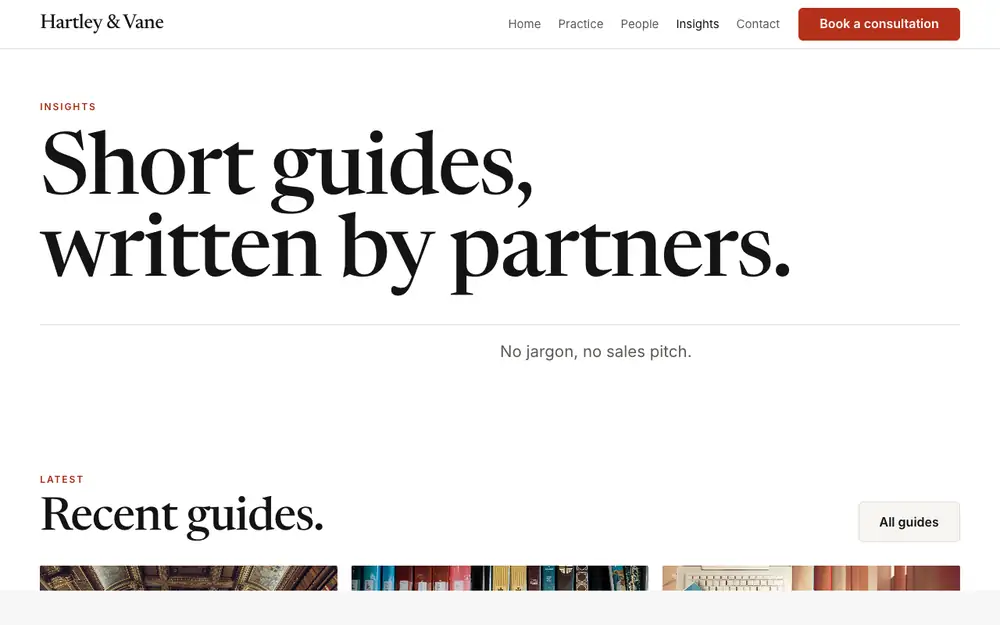 Hartley & Vane
Home Practice People Insights Contact Book a consultation
INSIGHTS
Short guides,
written by partners.
No jargon, no sales pitch.
LATEST
Recent guides.
All guides